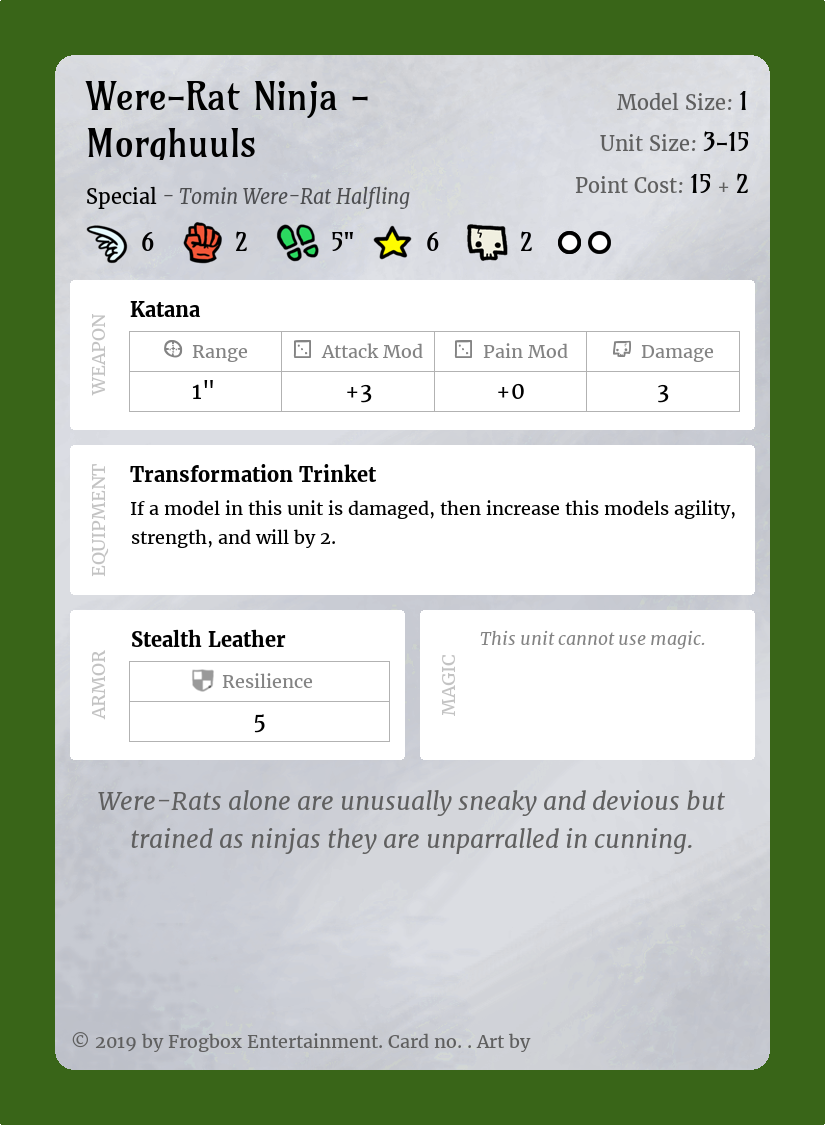 Were-Rat Ninja -
Morghuuls
Model Size: 1
Unit Size: 3-15
Point Cost: 15 + 2
Special - Tomin Were-Rat Halfling
6 2 5" 6 2
WEAPON
Katana
Range Attack Mod Pain Mod Damage
1" +3 +0 3
EQUIPMENT
Transformation Trinket
If a model in this unit is damaged, then increase this models agility,
strength, and will by 2.
ARMOR
Stealth Leather
Resilience
5
MAGIC
This unit cannot use magic.
Were-Rats alone are unusually sneaky and devious but
trained as ninjas they are unparralled in cunning.
© 2019 by Frogbox Entertainment. Card no. . Art by